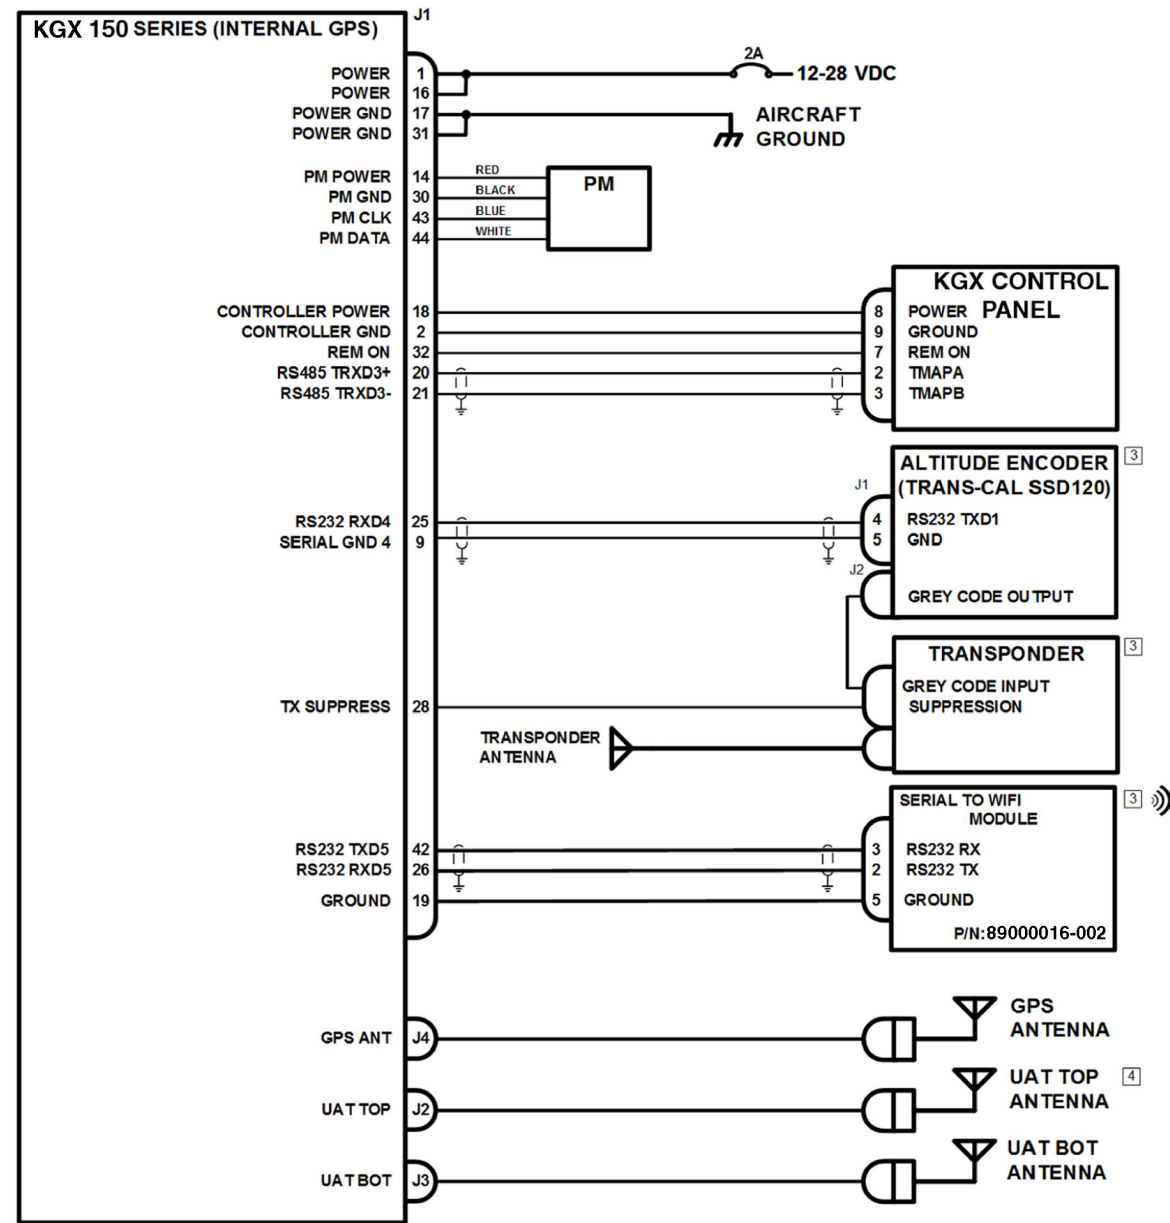 J1
KGX 150 SERIES (INTERNAL GPS)
POWER 1 2A 12-28 VDC
POWER 16
POWER GND 17 AIRCRAFT
POWER GND 31 GROUND
PM POWER 14 RED PM
PM GND 30 BLACK
PM CLK 43 BLUE
PM DATA 44 WHITE
KGX CONTROL
PANEL
CONTROLLER POWER 18 8 POWER
CONTROLLER GND 2 9 GROUND
REM ON 32 7 REM ON
RS485 TRXD3+ 20 2 TMAPA
RS485 TRXD3- 21 3 TMAPB
ALTITUDE ENCODER 3
(TRANS-CAL SSD120)
J1
RS232 RXD4 25 4 RS232 TXD1
SERIAL GND 4 9 5 GND
J2
GREY CODE OUTPUT
TRANSPONDER 3
GREY CODE INPUT
TX SUPPRESS 28 SUPPRESSION
TRANSPONDER
ANTENNA
SERIAL TO WIFI 3
MODULE
RS232 TXD5 42 3 RS232 RX
RS232 RXD5 26 2 RS232 TX
GROUND 19 5 GROUND
P/N:89000016-002
GPS ANT J4 GPS
ANTENNA
UAT TOP J2 UAT TOP 4
ANTENNA
UAT BOT J3 UAT BOT
ANTENNA